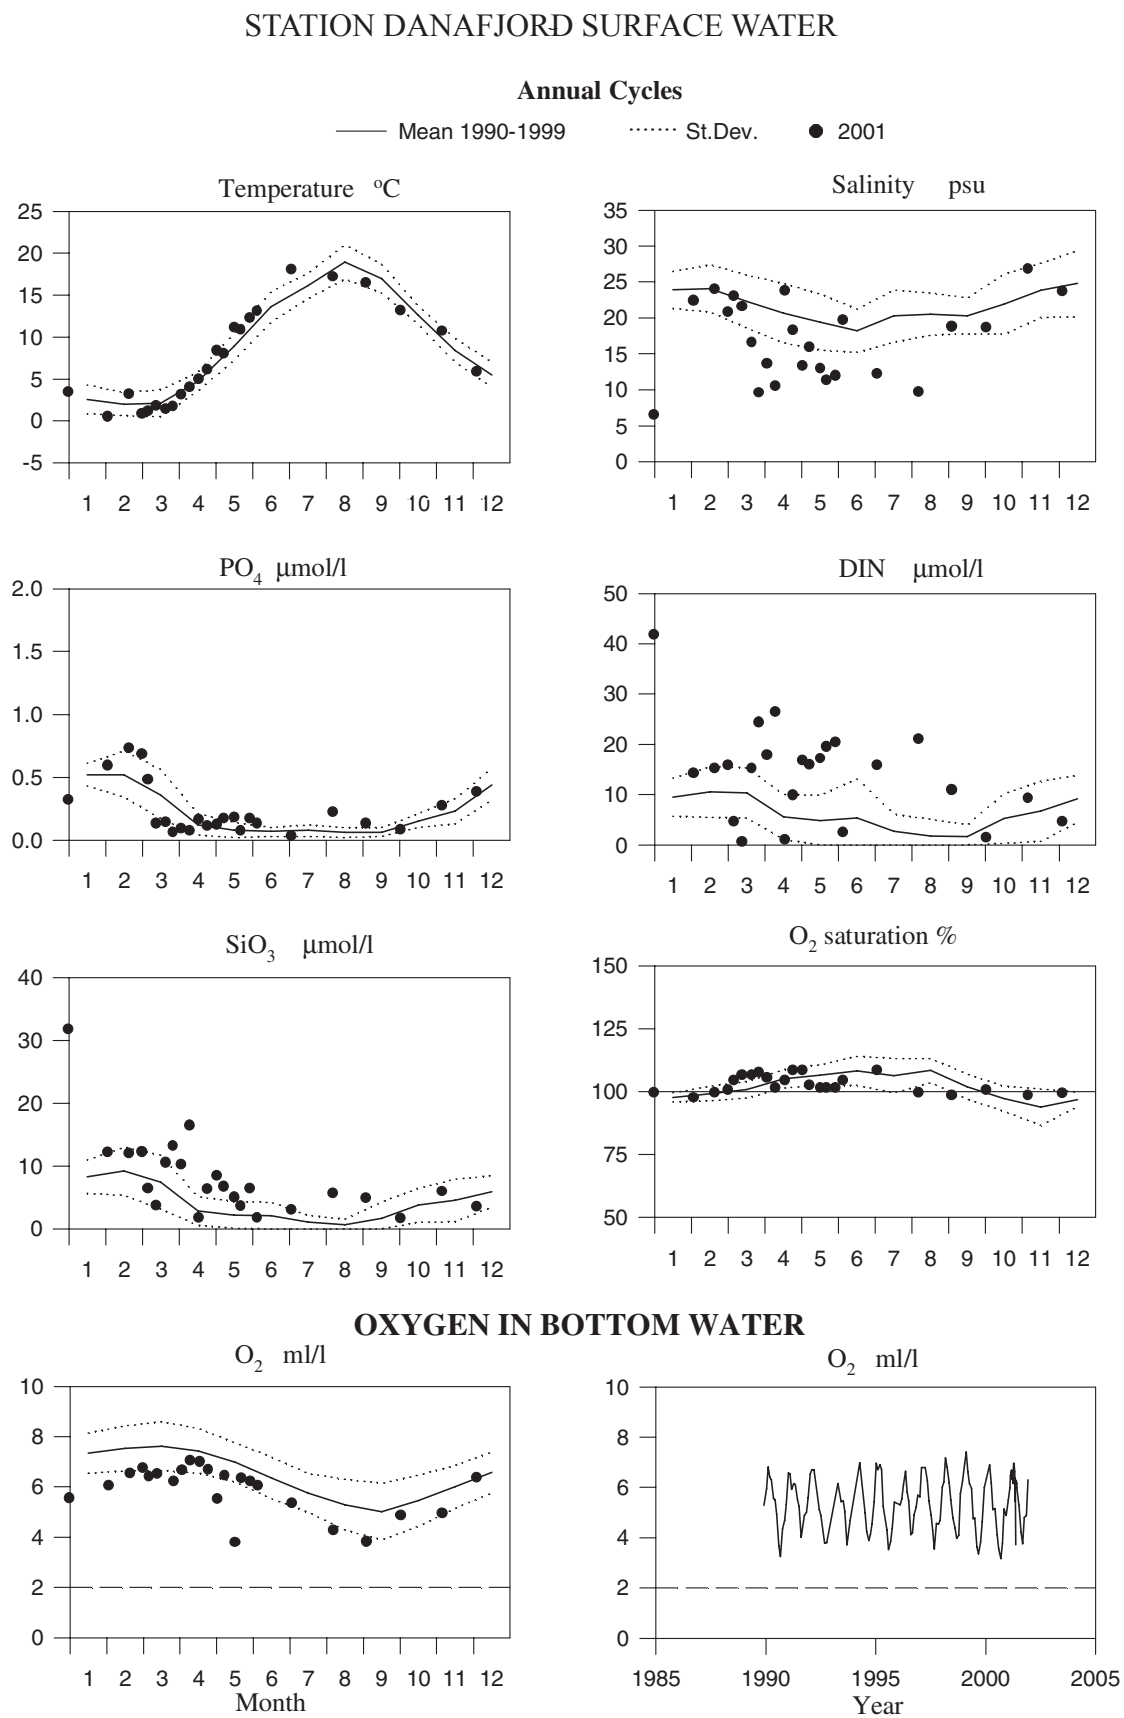 STATION DANAFJORD SURFACE WATER
Annual Cycles
Mean 1990-1999 St.Dev. 2001
Temperature °C
25
20
15
10
5
0
-5
1 2 3 4 5 6 7 8 9 10 11 12
Salinity psu
35
30
25
20
15
10
5
0
1 2 3 4 5 6 7 8 9 10 11 12
PO4 µmol/l
2.0
1.5
1.0
0.5
0.0
1 2 3 4 5 6 7 8 9 10 11 12
DIN µmol/l
50
40
30
20
10
0
1 2 3 4 5 6 7 8 9 10 11 12
SiO3 µmol/l
40
30
20
10
0
1 2 3 4 5 6 7 8 9 10 11 12
O2 saturation %
150
125
100
75
50
1 2 3 4 5 6 7 8 9 10 11 12
OXYGEN IN BOTTOM WATER
O2 ml/l
10
8
6
4
2
0
1 2 3 4 5 6 7 8 9 10 11 12
Month
O2 ml/l
10
8
6
4
2
0
1985 1990 1995 2000 2005
Year